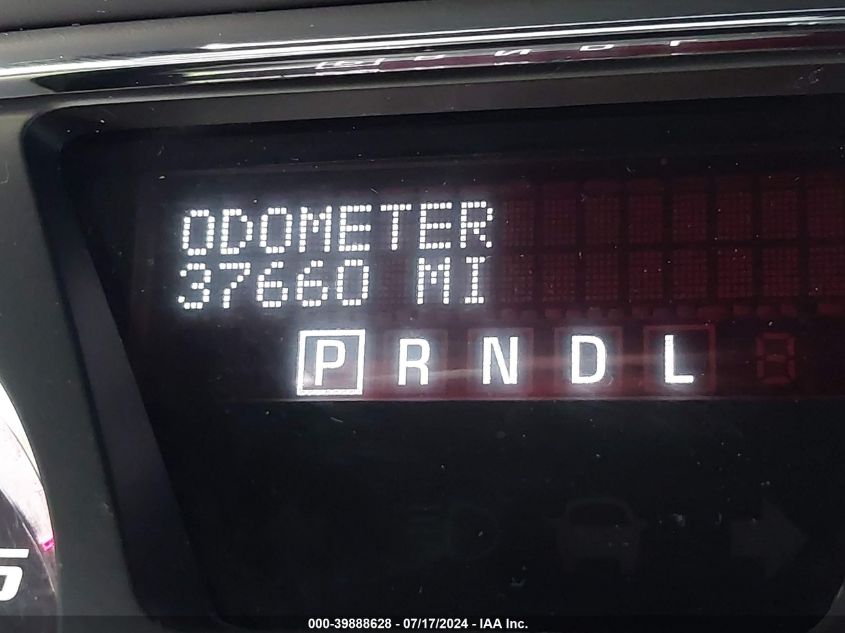 ODOMETER
37660 MI
P R N D L
000-39888628 - 07/17/2024 - IAA Inc.